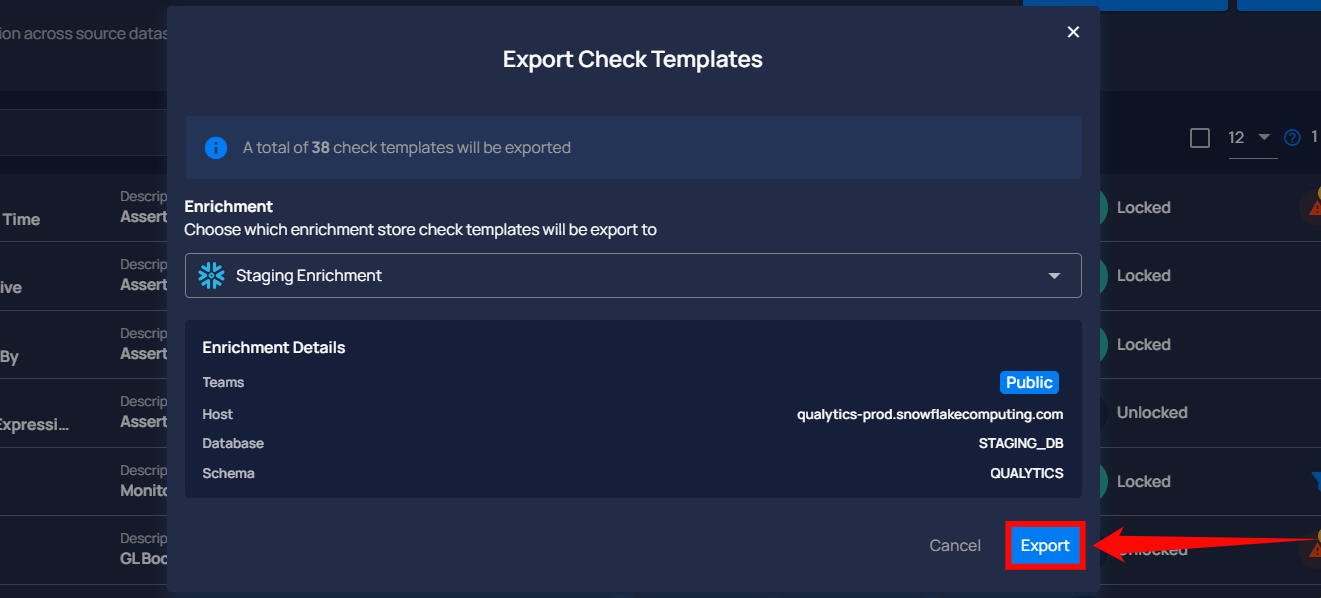 ion across source datas
Export Check Templates
A total of 38 check templates will be exported
12
1
Enrichment
Choose which enrichment store check templates will be export to
Staging Enrichment
Enrichment Details
Teams
Public
Host
qualytics-prod.snowflakecomputing.com
Database
STAGING_DB
Schema
QUALYTICS
Cancel
Export
Time
Descrip
Assert
Locked
ive
Descrip
Assert
Locked
By
Descrip
Assert
Locked
Expressi...
Descrip
Assert
Unlocked
Descrip
Monito
Locked
Descrip
GL Boo
Unlocked